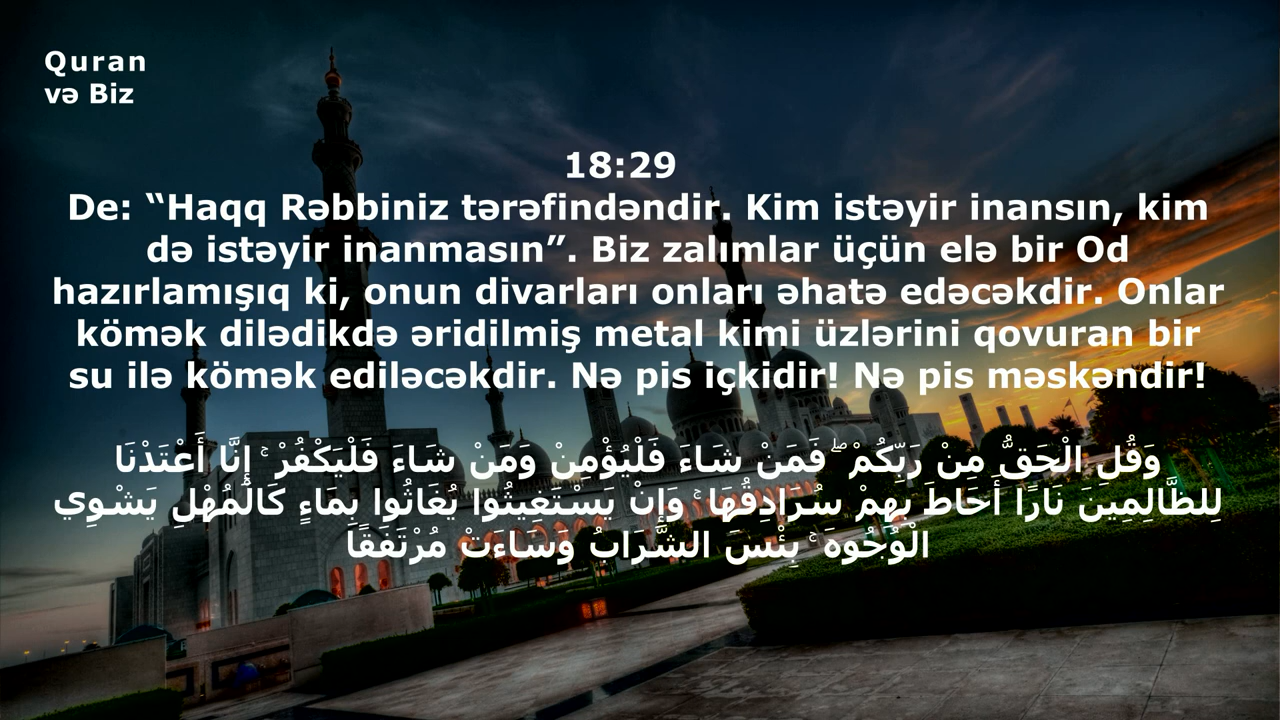 Quran
və Biz
18:29
De: “Haqq Rəbbiniz tərəfindəndir. Kim istəyir inansın, kim
də istəyir inanmasın”. Biz zalımlar üçün elə bir Od
hazırlamışıq ki, onun divarları onları əhatə edəcəkdir. Onlar
kömək dilədikdə əridilmiş metal kimi üzlərini qovuran bir
su ilə kömək ediləcəkdir. Nə pis içkidir! Nə pis məskəndir!
وَقُلِ الْحَقُّ مِنْ رَبِّكُمْ ۖ فَمَنْ شَاءَ فَلْيُؤْمِنْ وَمَنْ شَاءَ فَلْيَكْفُرْ ۚ إِنَّا أَعْتَدْنَا
لِلظَّالِمِينَ نَارًا أَحَاطَ بِهِمْ سُرَادِقُهَا ۚ وَإِنْ يَسْتَغِيثُوا يُغَاثُوا بِمَاءٍ كَالْمُهْلِ يَشْوِي
الْوُجُوهَ ۚ بِئْسَ الشَّرَابُ وَسَاءَتْ مُرْتَفَقًا